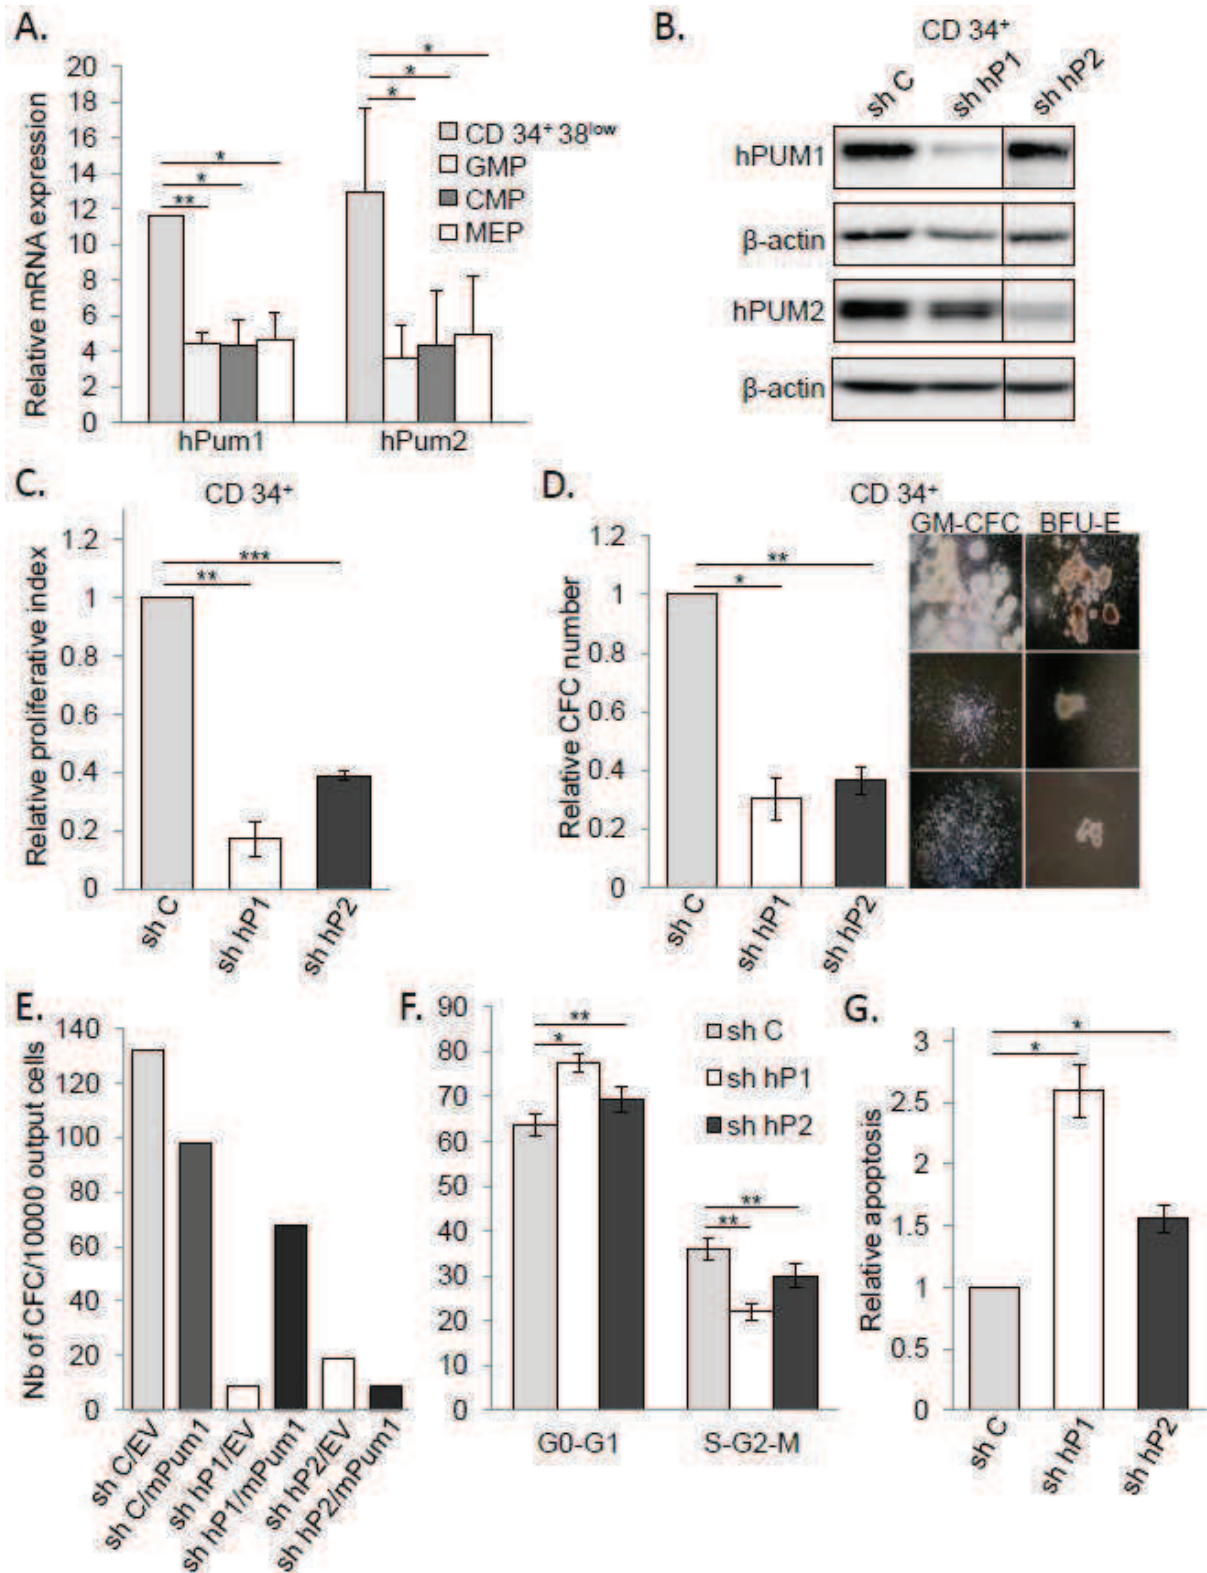 A.
Relative mRNA expression
20
18
16
14
12
10
8
6
4
2
0
hPum1
hPum2
**
*
*
*
*
*
CD 34+ 38low
GMP
CMP
MEP
B.
CD 34+
sh C
sh hP1
sh hP2
hPUM1
β-actin
hPUM2
β-actin
C.
CD 34+
Relative proliferative index
1.2
1
0.8
0.6
0.4
0.2
0
***
**
sh C
sh hP1
sh hP2
D.
CD 34+
GM-CFC
BFU-E
Relative CFC number
1.2
1
0.8
0.6
0.4
0.2
0
**
*
sh C
sh hP1
sh hP2
E.
Nb of CFC/10000 output cells
140
120
100
80
60
40
20
0
sh C/EV
sh C/mPum1
sh hP1/EV
sh hP1/mPum1
sh hP2/EV
sh hP2/mPum1
F.
90
80
70
60
50
40
30
20
10
0
**
*
**
**
sh C
sh hP1
sh hP2
G0-G1
S-G2-M
G.
Relative apoptosis
3
2.5
2
1.5
1
0.5
0
*
*
sh C
sh hP1
sh hP2